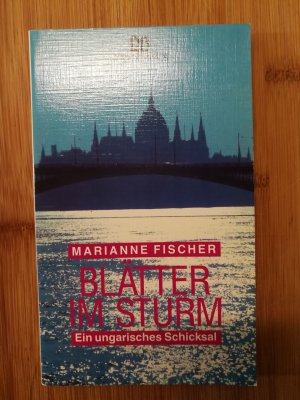 MARIANNE FISCHER
BLÄTTER
IM STURM
Ein ungarisches Schicksal